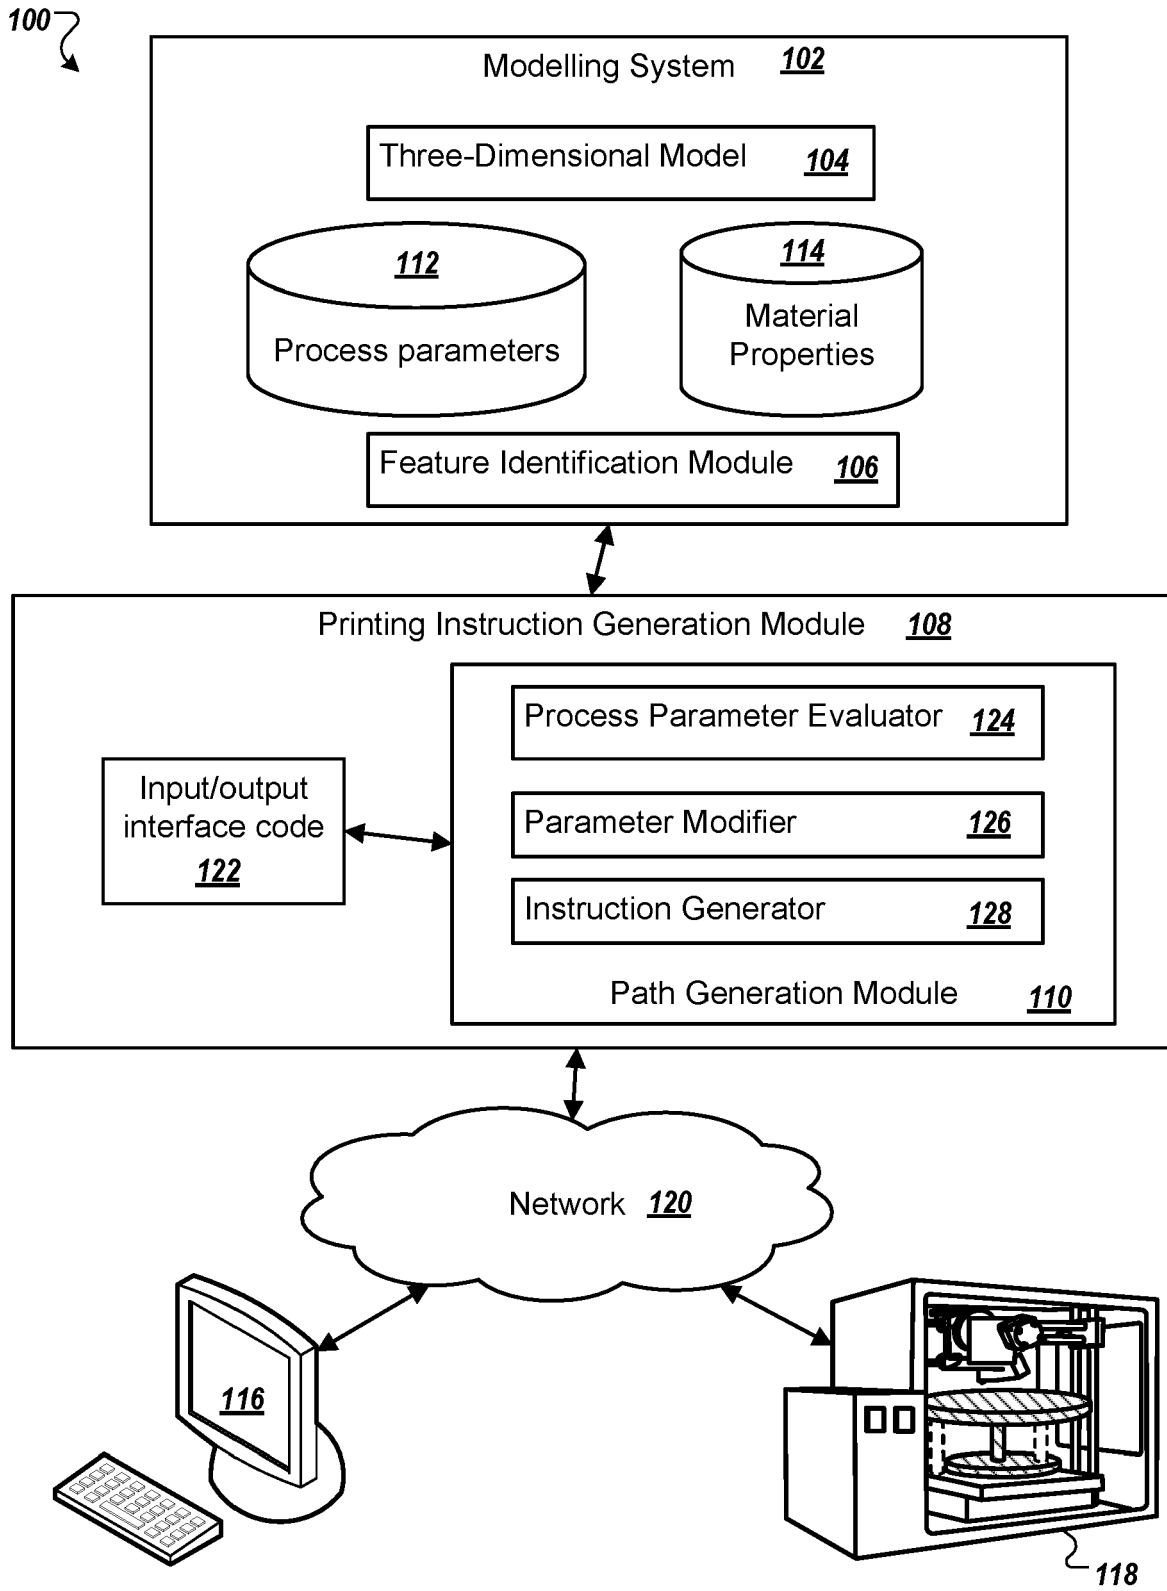 100
Modelling System 102
Three-Dimensional Model 104
112
Process parameters
114
Material
Properties
Feature Identification Module 106
Printing Instruction Generation Module 108
Process Parameter Evaluator 124
Input/output
interface code
122
Parameter Modifier 126
Instruction Generator 128
Path Generation Module 110
Network 120
116
118